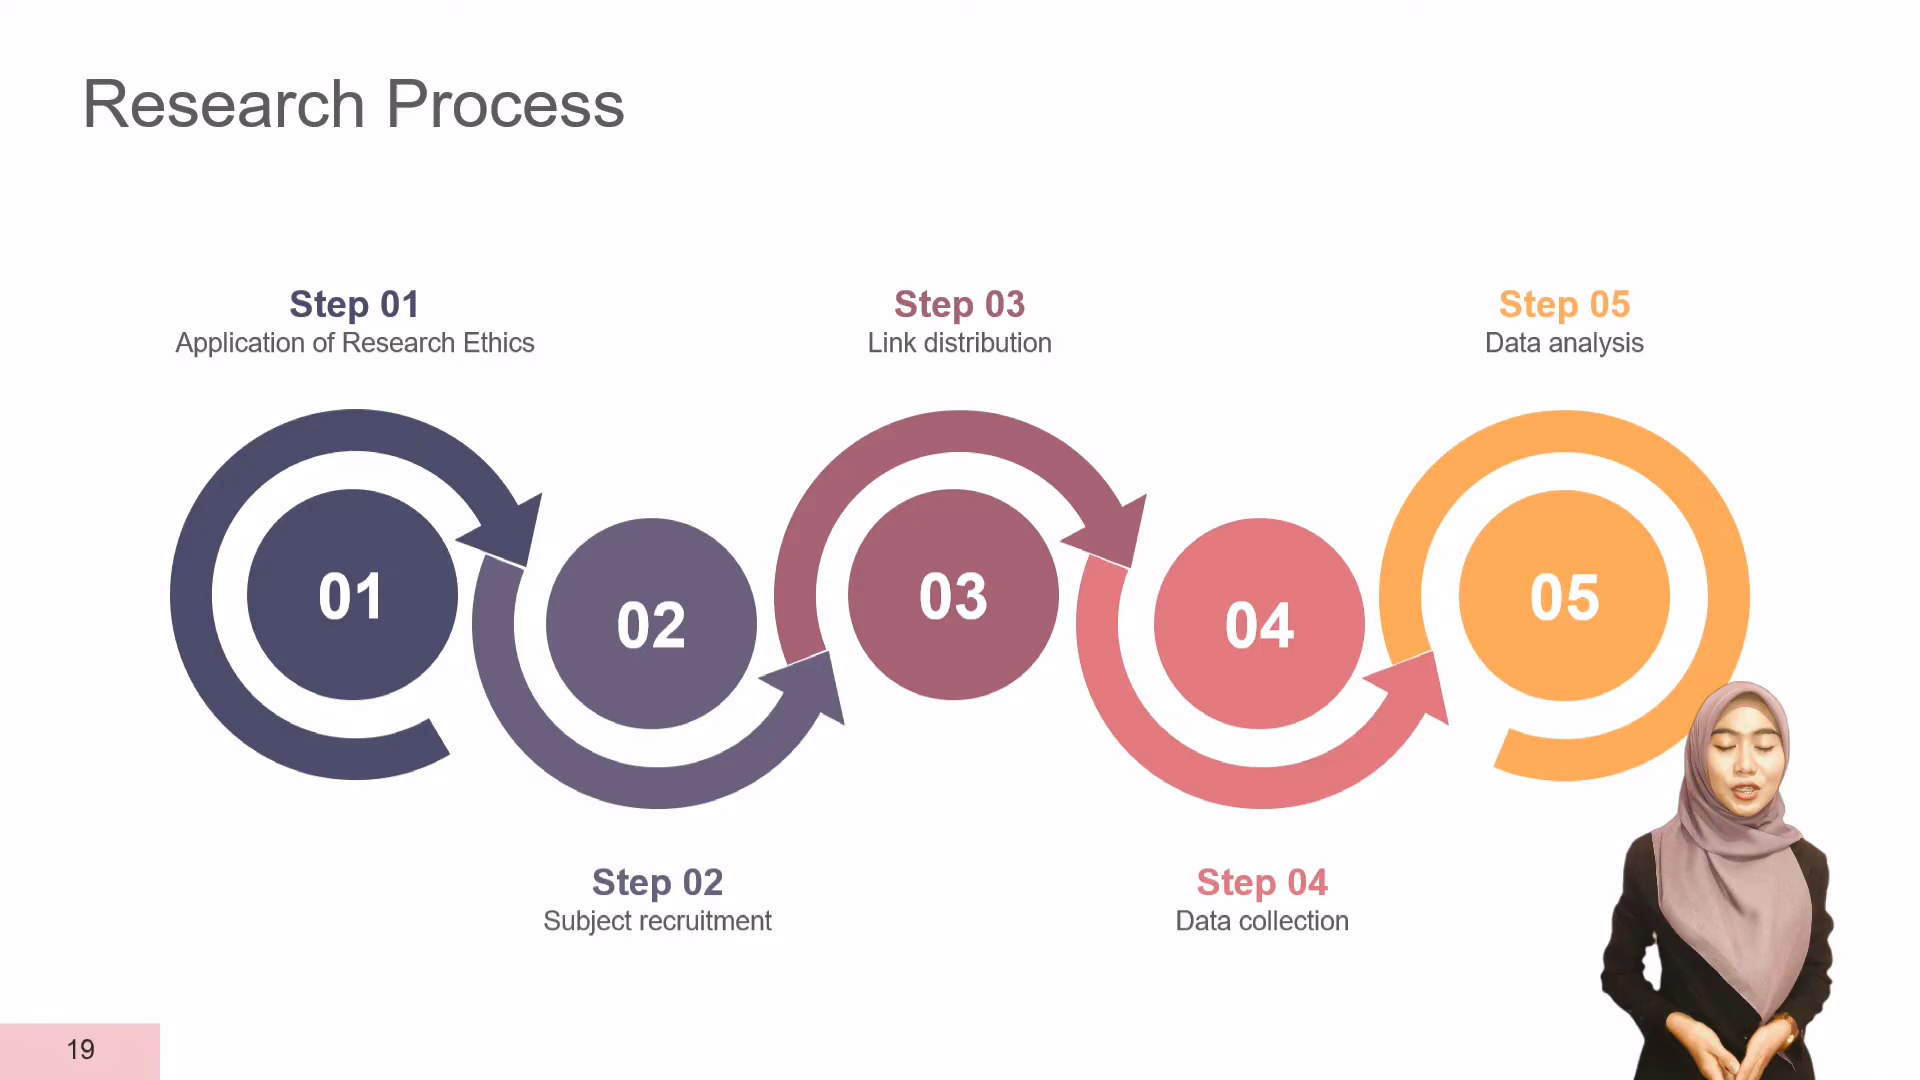 Research Process
Step 01
Application of Research Ethics
Step 03
Link distribution
Step 05
Data analysis
01
02
03
04
05
Step 02
Subject recruitment
Step 04
Data collection
19